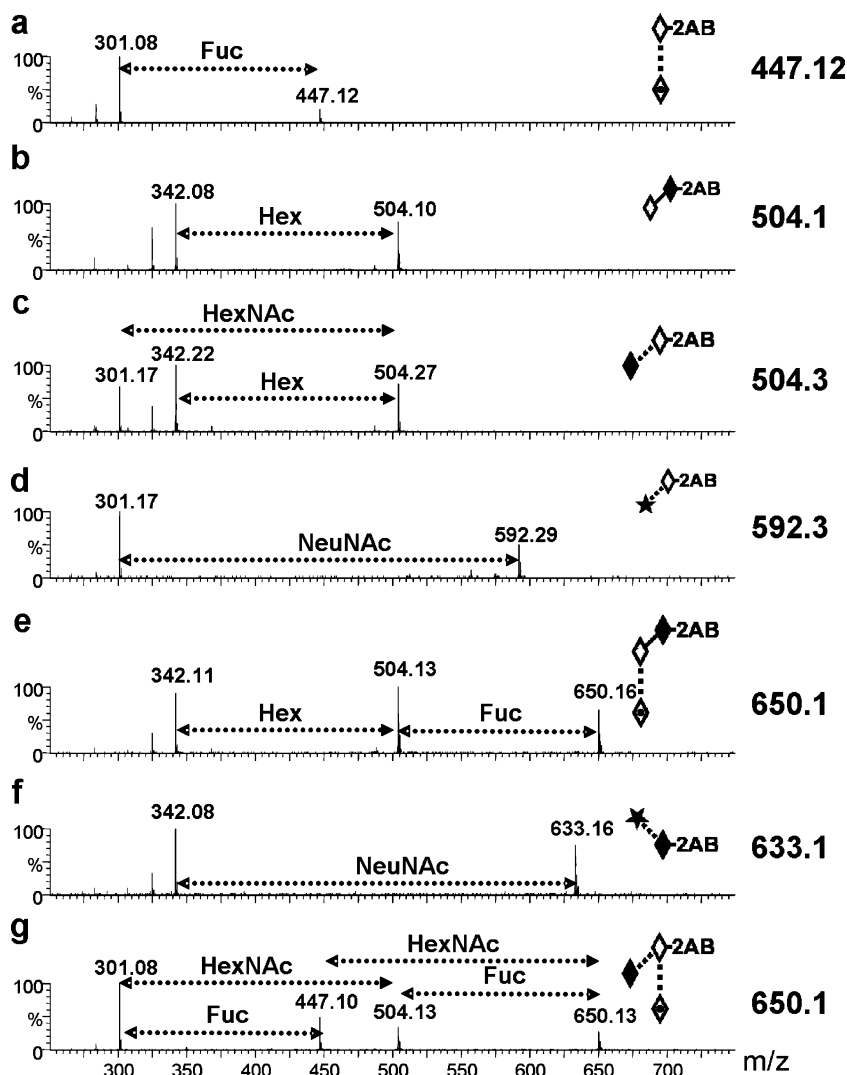 a
301.08 Fuc 447.12
100
%
0
2AB
447.12
b
342.08 Hex 504.10
100
%
0
2AB
504.1
c
HexNAc
301.17 342.22 Hex 504.27
100
%
0
2AB
504.3
d
301.17 NeuNAc 592.29
100
%
0
2AB
592.3
e
342.11 Hex 504.13 Fuc 650.16
100
%
0
2AB
650.1
f
342.08 NeuNAc 633.16
100
%
0
2AB
633.1
g
HexNAc
301.08 HexNAc Fuc
Fuc 447.10 504.13 650.13
100
%
0
2AB
650.1
300 350 400 450 500 550 600 650 700 m/z